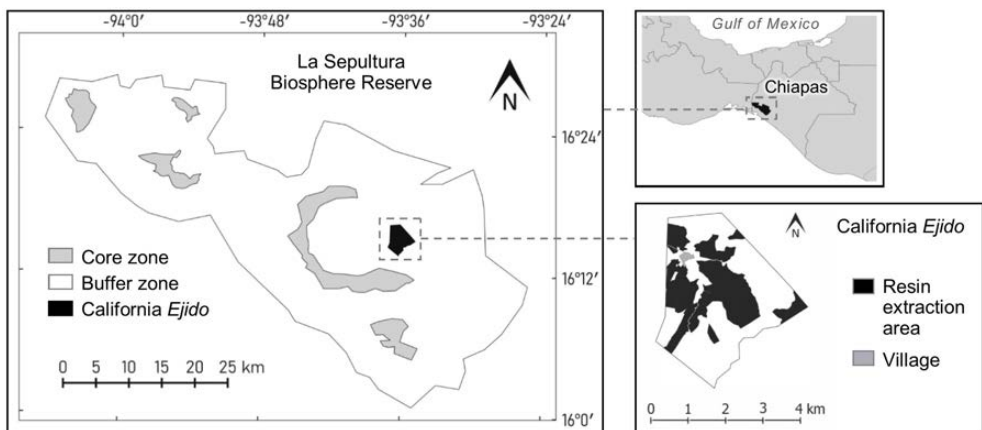 -94°0′ -93°48′ -93°36′ -93°24′
La Sepultura
Biosphere Reserve
N
16°24′
16°12′
16°0′
Core zone
Buffer zone
California Ejido
0 5 10 15 20 25 km
Gulf of Mexico
Chiapas
N
California Ejido
Resin
extraction
area
Village
0 1 2 3 4 km